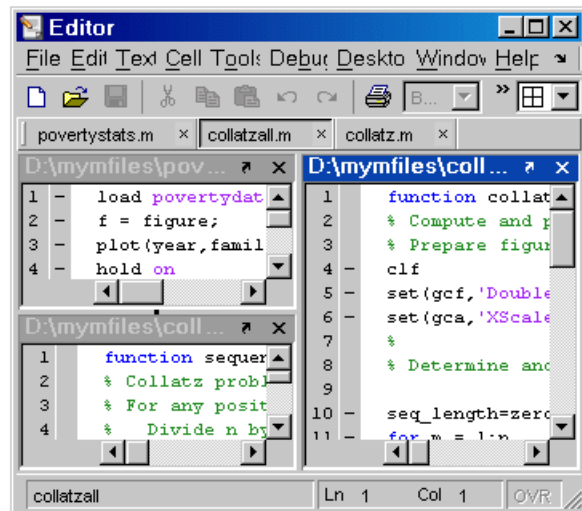 Editor
File Edit Text Cell Tools Debug Deskto Window Help
B...
povertystats.m × collatzall.m × collatz.m ×
D:\mymfiles\pov...
1 – load povertydat
2 – f = figure;
3 – plot(year,famil
4 – hold on
D:\mymfiles\coll...
1 function sequer
2 % Collatz probl
3 % For any posit
4 % Divide n by
D:\mymfiles\coll...
1 function collat
2 % Compute and p
3 % Prepare figur
4 – clf
5 – set(gcf,'Double
6 – set(gca,'XScale
7 %
8 % Determine and
9
10 – seq_length=zero
11 – for m = 1:n
collatzall
Ln 1 Col 1 OVR